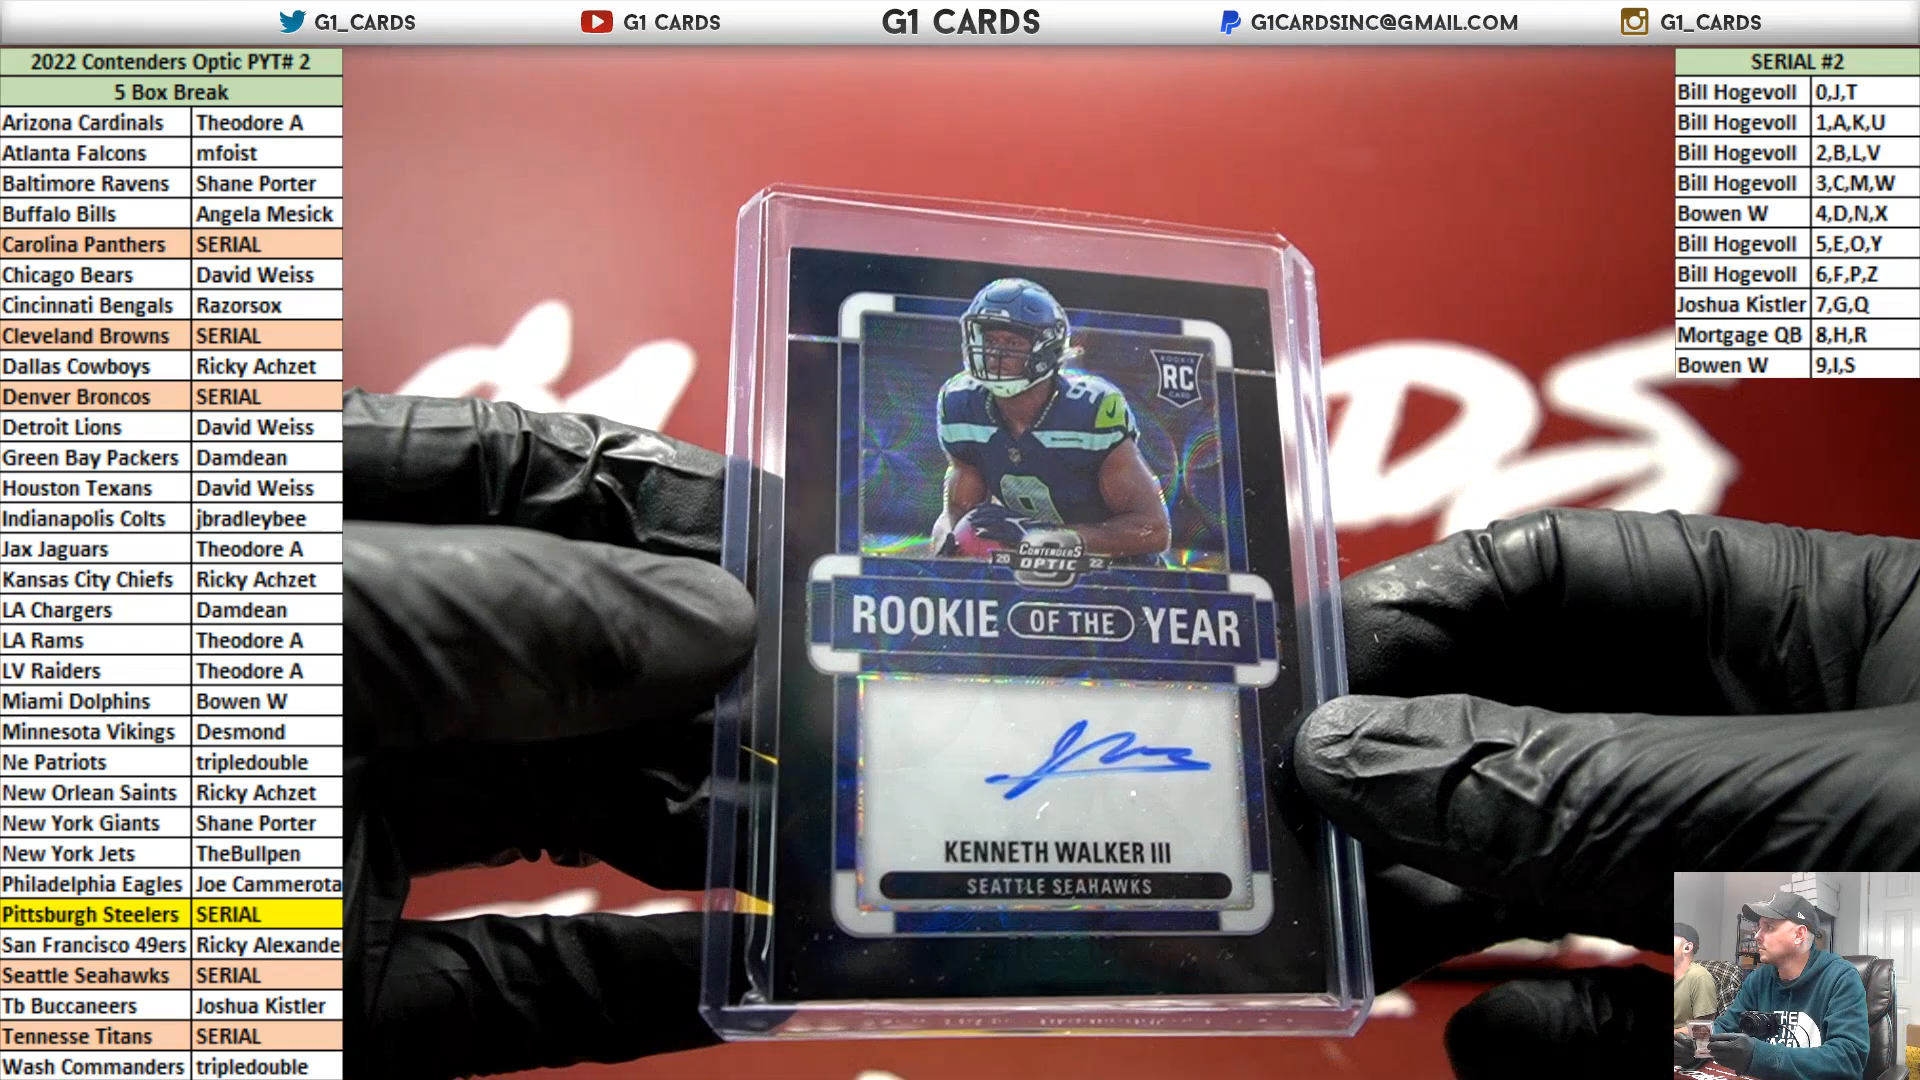 G1_CARDS
G1 CARDS
G1 CARDS
G1CARDSINC@GMAIL.COM
G1_CARDS
2022 Contenders Optic PYT# 2
5 Box Break
Arizona Cardinals Theodore A
Atlanta Falcons mfoist
Baltimore Ravens Shane Porter
Buffalo Bills Angela Mesick
Carolina Panthers SERIAL
Chicago Bears David Weiss
Cincinnati Bengals Razorsox
Cleveland Browns SERIAL
Dallas Cowboys Ricky Achzet
Denver Broncos SERIAL
Detroit Lions David Weiss
Green Bay Packers Damdean
Houston Texans David Weiss
Indianapolis Colts jbradleybee
Jax Jaguars Theodore A
Kansas City Chiefs Ricky Achzet
LA Chargers Damdean
LA Rams Theodore A
LV Raiders Theodore A
Miami Dolphins Bowen W
Minnesota Vikings Desmond
Ne Patriots tripledouble
New Orlean Saints Ricky Achzet
New York Giants Shane Porter
New York Jets TheBullpen
Philadelphia Eagles Joe Cammerota
Pittsburgh Steelers SERIAL
San Francisco 49ers Ricky Alexande
Seattle Seahawks SERIAL
Tb Buccaneers Joshua Kistler
Tennesse Titans SERIAL
Wash Commanders tripledouble
SERIAL #2
Bill Hogevoll 0,J,T
Bill Hogevoll 1,A,K,U
Bill Hogevoll 2,B,L,V
Bill Hogevoll 3,C,M,W
Bowen W 4,D,N,X
Bill Hogevoll 5,E,O,Y
Bill Hogevoll 6,F,P,Z
Joshua Kistler 7,G,Q
Mortgage QB 8,H,R
Bowen W 9,I,S
ROOKIE
RC
CARD
9
9
CONTENDERS
20 OPTIC 22
ROOKIE OF THE YEAR
KENNETH WALKER III
SEATTLE SEAHAWKS
THE